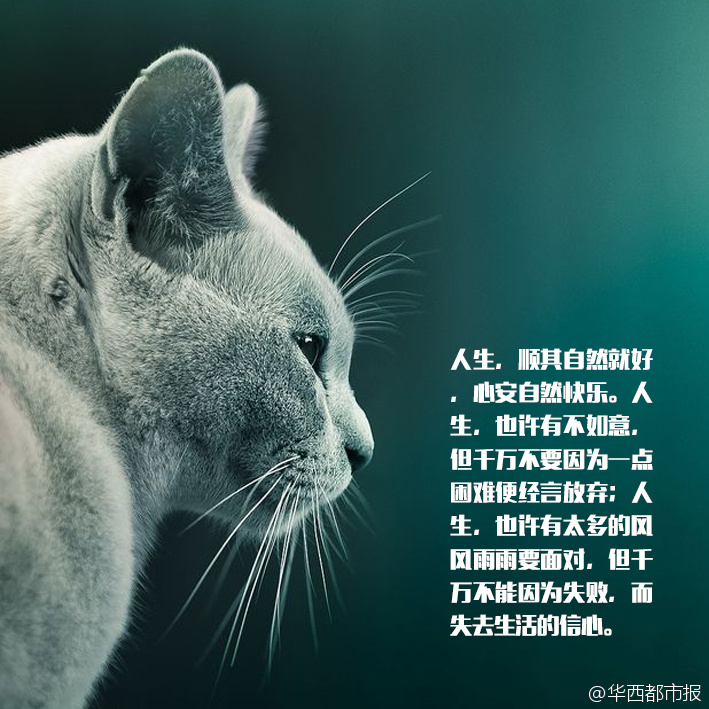 人生，顺其自然就好
，心安自然快乐。人
生，也许有不如意，
但千万不要因为一点
困难便经言放弃；人
生，也许有太多的风
风雨雨要面对，但千
万不能因为失败，而
失去生活的信心。
@华西都市报